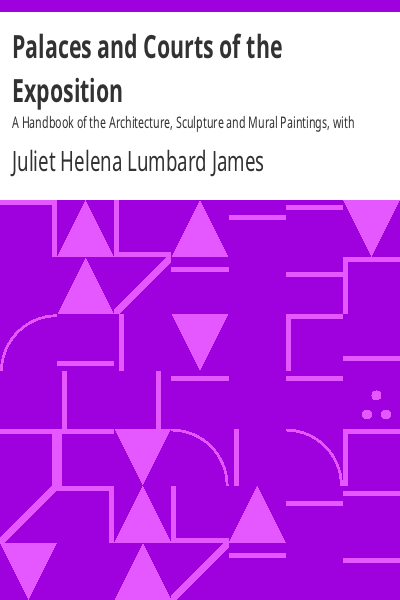 Palaces and Courts of the
Exposition
A Handbook of the Architecture, Sculpture and Mural Paintings, with
Juliet Helena Lumbard James